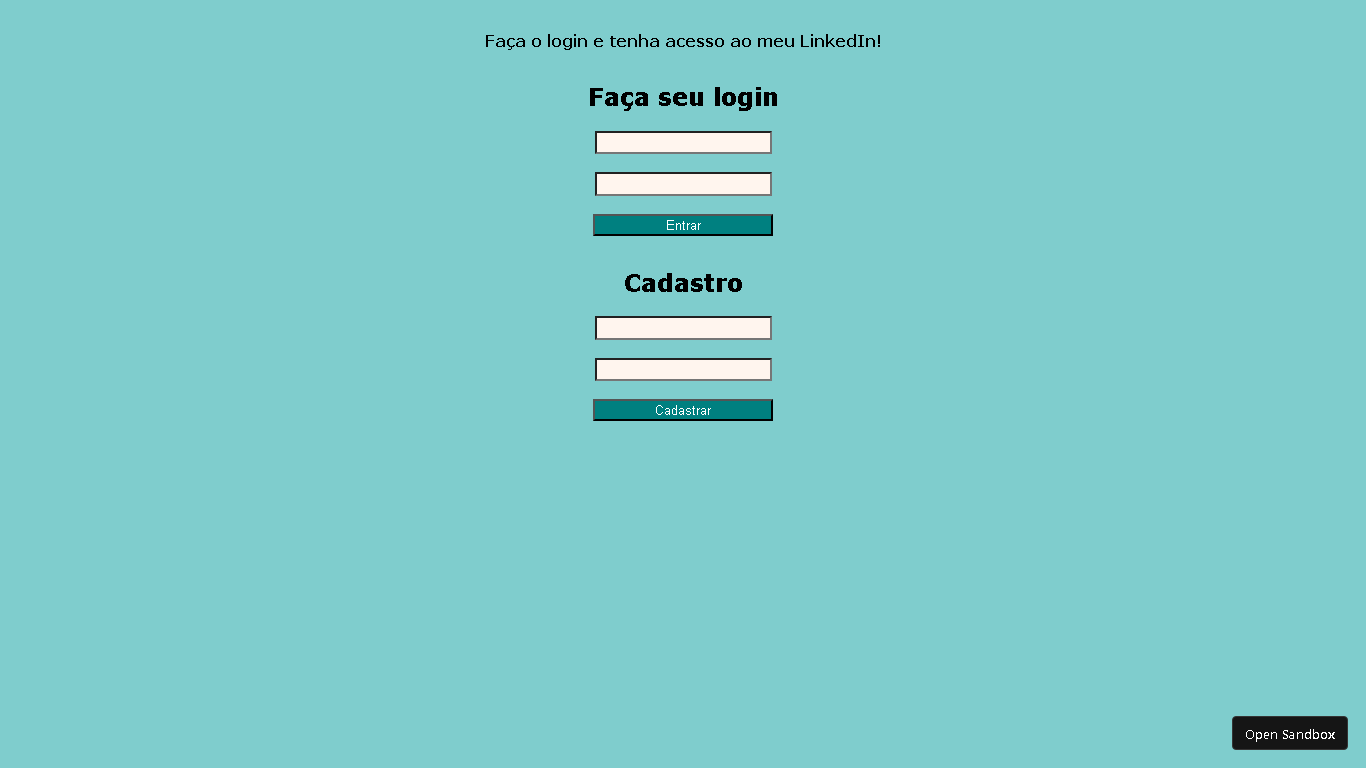 Faça o login e tenha acesso ao meu LinkedIn!
Faça seu login
Entrar
Cadastro
Cadastrar
Open Sandbox